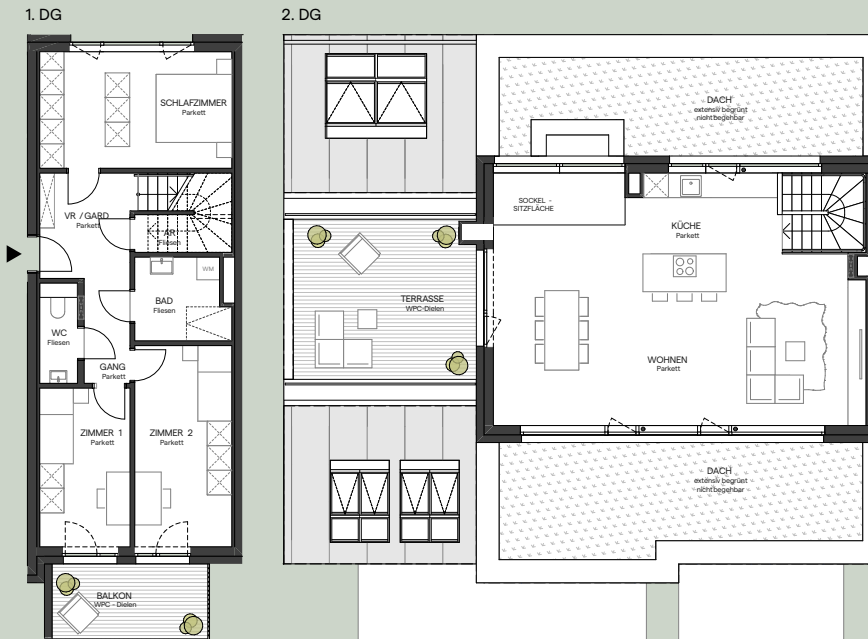 1. DG
2. DG
SCHLAFZIMMER
Parkett
VR / GARD
Parkett
AR
Fliesen
WM
BAD
Fliesen
WC
Fliesen
GANG
Parkett
ZIMMER 1
Parkett
ZIMMER 2
Parkett
BALKON
WPC - Dielen
DACH
extensiv begrünt
nicht begehbar
SOCKEL -
SITZFLÄCHE
KÜCHE
Parkett
TERRASSE
WPC-Dielen
WOHNEN
Parkett
DACH
extensiv begrünt
nicht begehbar